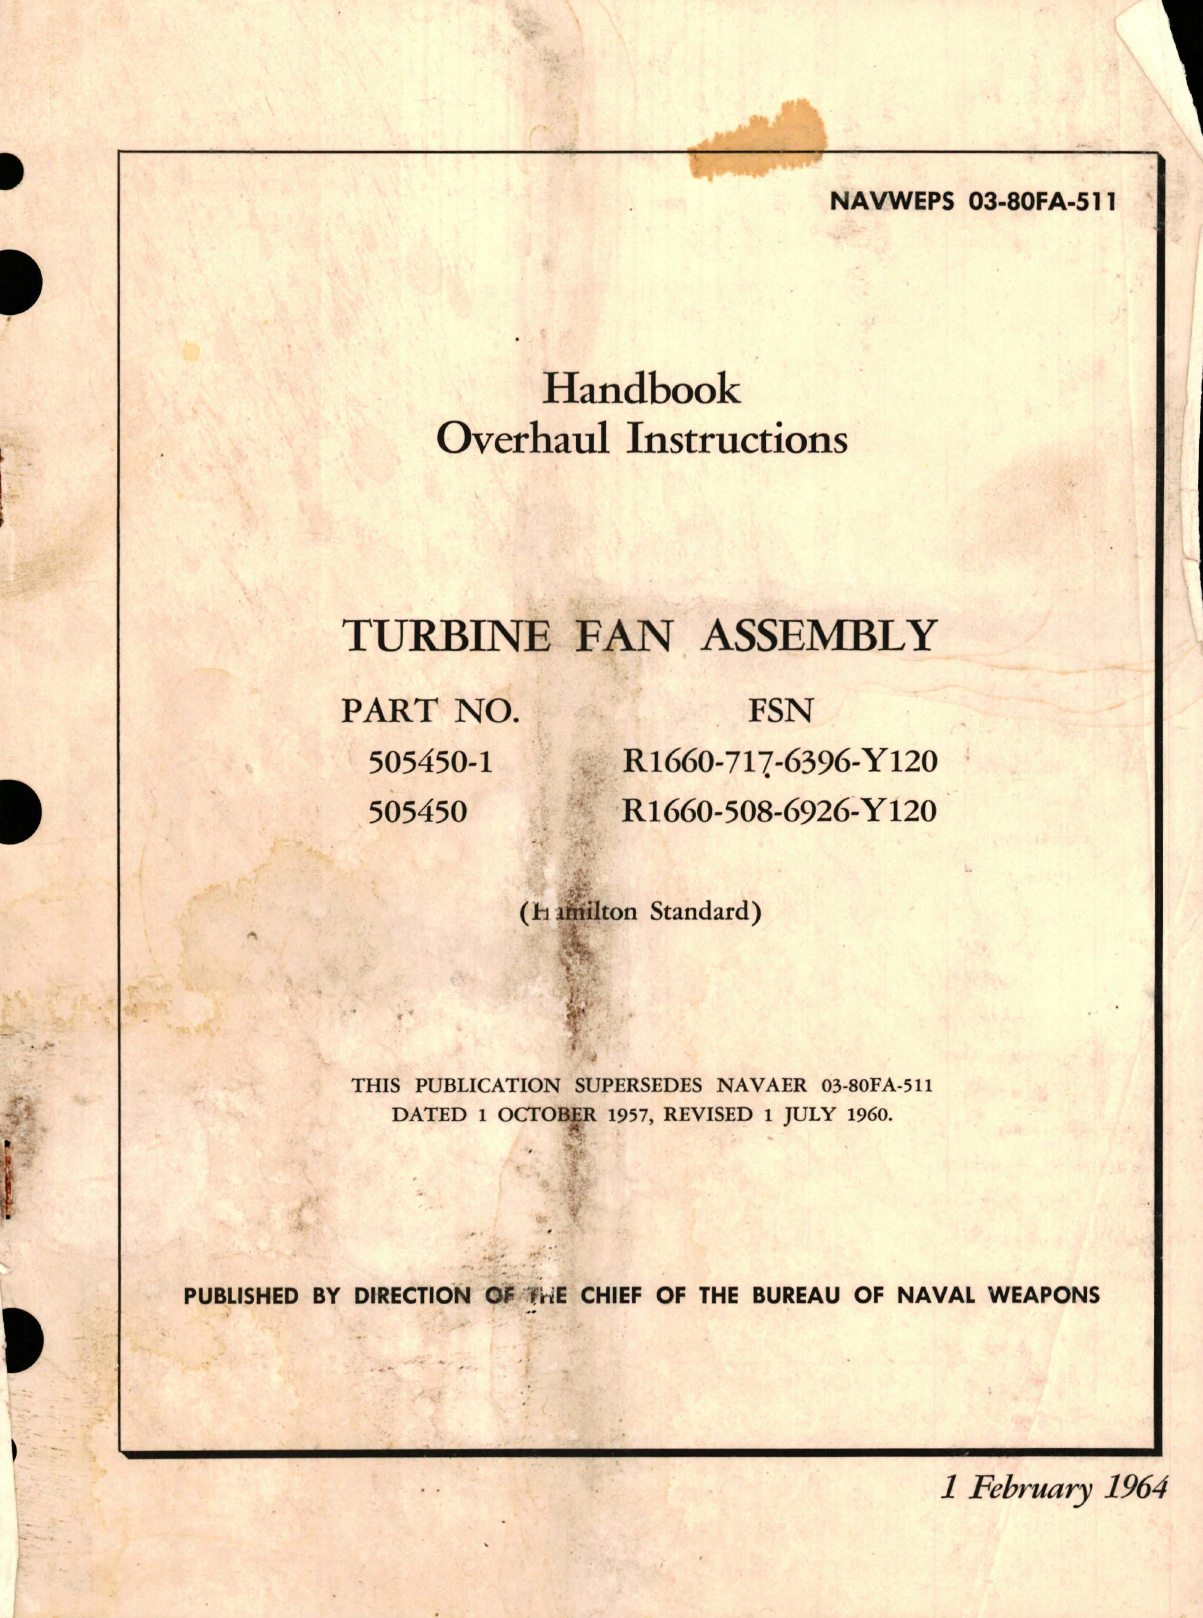 NAVWEPS 03-80FA-511
Handbook
Overhaul Instructions
TURBINE FAN ASSEMBLY
PART NO. FSN
505450-1 R1660-717-6396-Y120
505450 R1660-508-6926-Y120
(Hamilton Standard)
THIS PUBLICATION SUPERSEDES NAVAER 03-80FA-511
DATED 1 OCTOBER 1957, REVISED 1 JULY 1960.
PUBLISHED BY DIRECTION OF THE CHIEF OF THE BUREAU OF NAVAL WEAPONS
1 February 1964